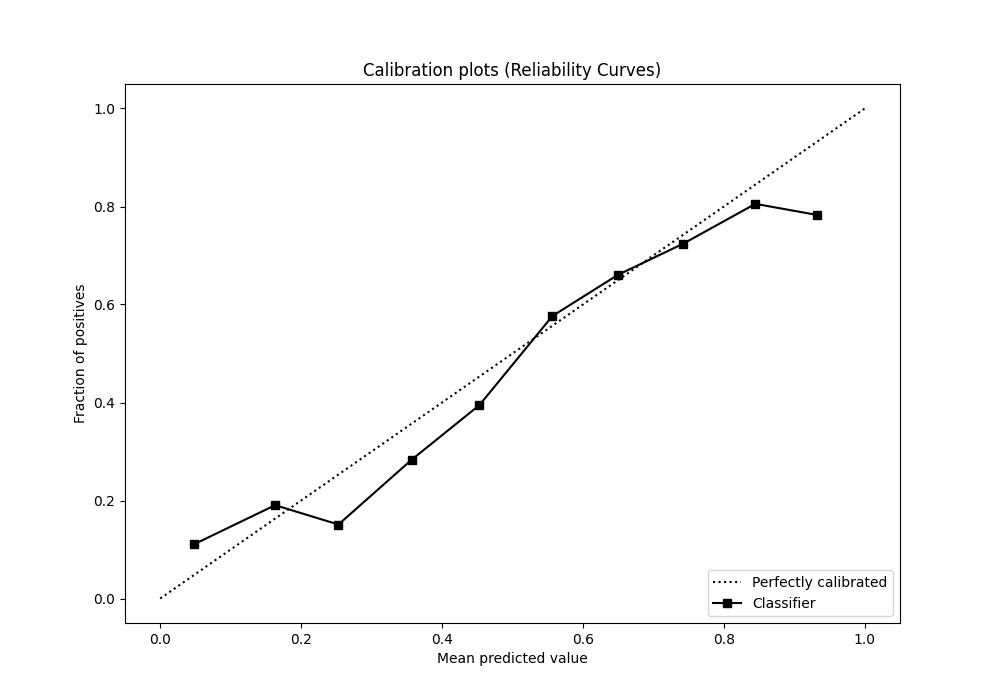 Calibration plots (Reliability Curves)
1.0
0.8
0.6
0.4
0.2
0.0
Fraction of positives
Perfectly calibrated
Classifier
0.0 0.2 0.4 0.6 0.8 1.0
Mean predicted value